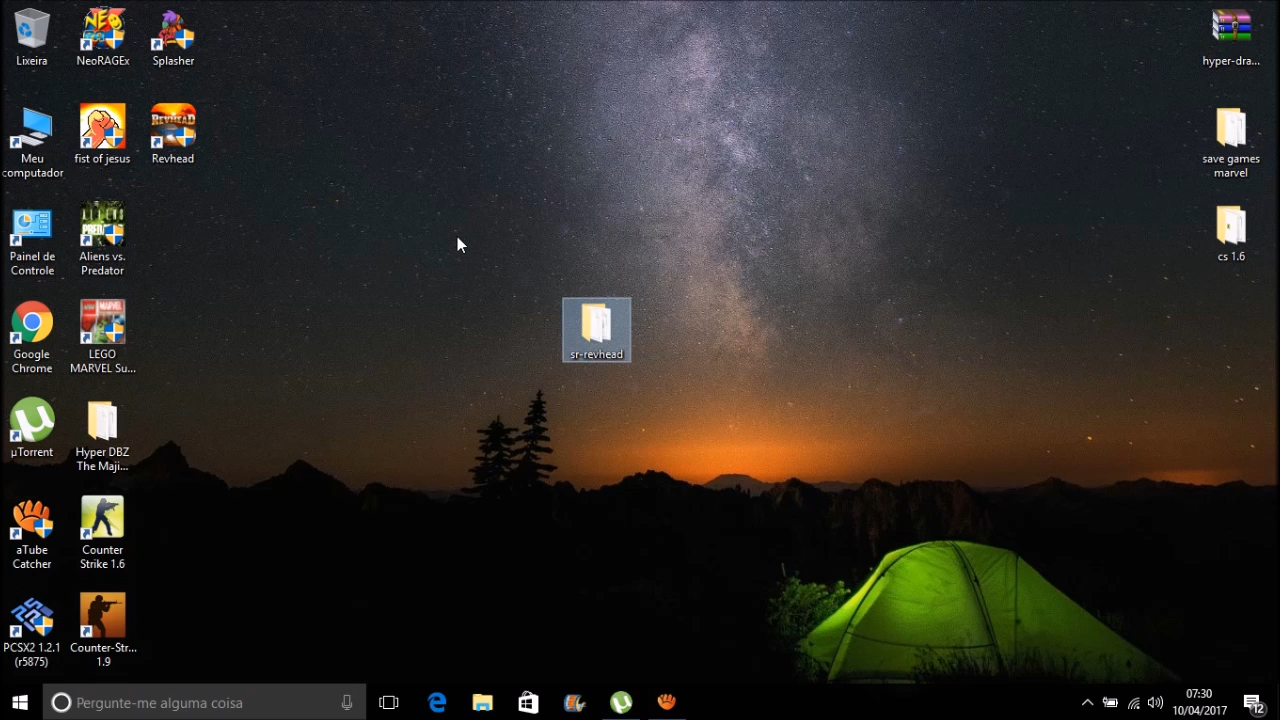 Lixeira
NeoRAGEx
Splasher
Meu
computador
fist of jesus
REVHEAD
Revhead
Painel de
Controle
Aliens vs.
Predator
Google
Chrome
LEGO
MARVEL Su...
µTorrent
Hyper DBZ
The Maji...
aTube
Catcher
Counter
Strike 1.6
PCSX2 1.2.1
(r5875)
Counter-Str...
1.9
sr-revhead
hyper-dra...
save games
marvel
cs 1.6
Pergunte-me alguma coisa
07:30
10/04/2017
12